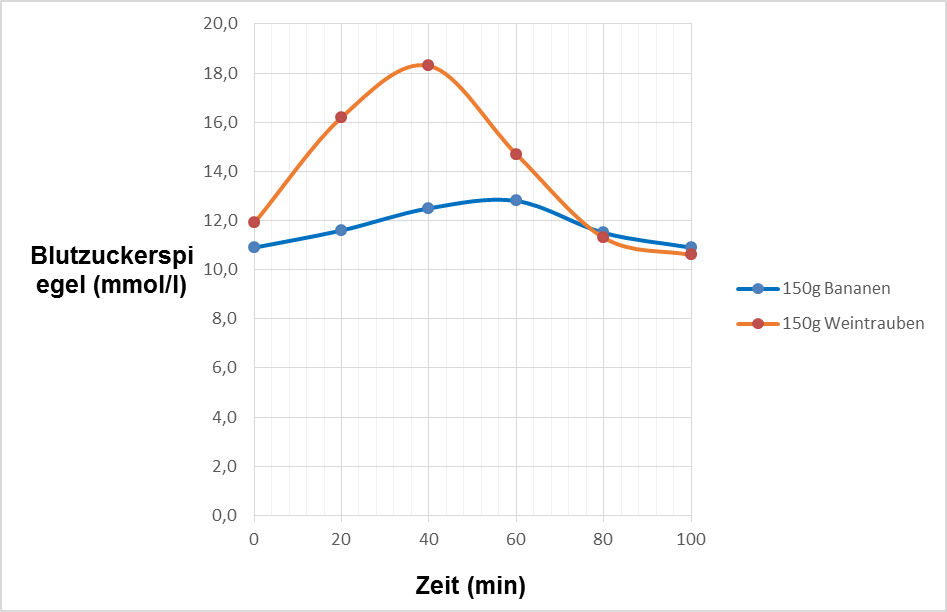 20,0
18,0
16,0
14,0
12,0
10,0
8,0
6,0
4,0
2,0
0,0
Blutzuckerspi
egel (mmol/l)
0 20 40 60 80 100
Zeit (min)
150g Bananen
150g Weintrauben